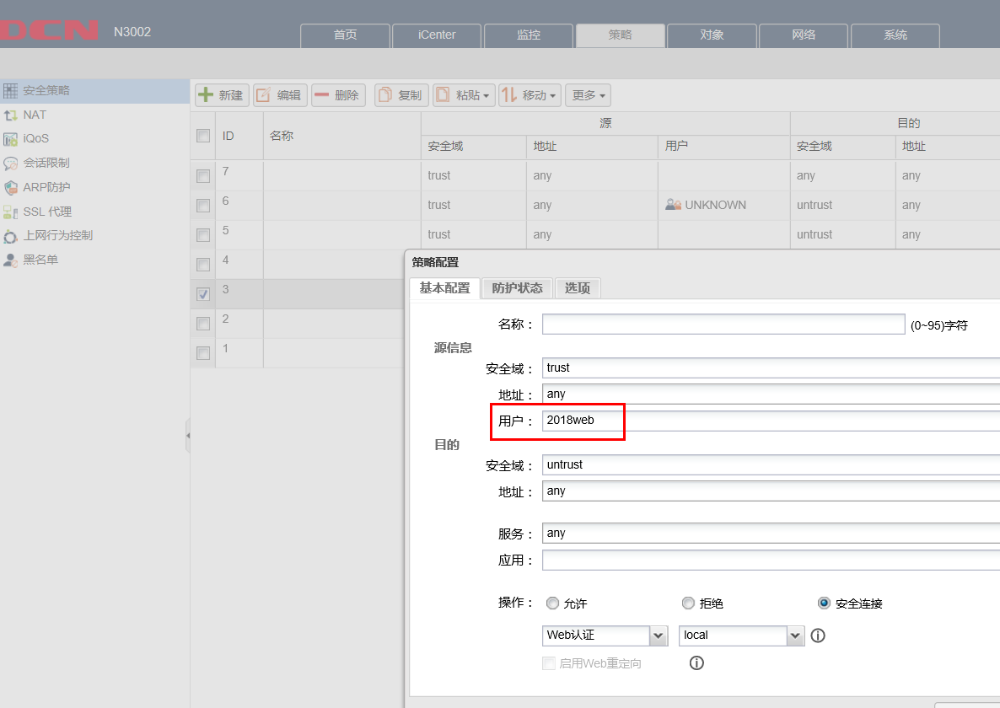 DCN N3002
首页 iCenter 监控 策略 对象 网络 系统
安全策略
NAT
iQoS
会话限制
ARP防护
SSL 代理
上网行为控制
黑名单
新建 编辑 删除 复制 粘贴 移动 更多
ID 名称 源 目的
安全域 地址 用户 安全域 地址
7 trust any any any
6 trust any UNKNOWN untrust any
5 trust any untrust any
4
3
2
1
策略配置
基本配置 防护状态 选项
名称： (0~95)字符
源信息
安全域： trust
地址： any
用户： 2018web
目的
安全域： untrust
地址： any
服务： any
应用：
操作： 允许 拒绝 安全连接
Web认证 local
启用Web重定向